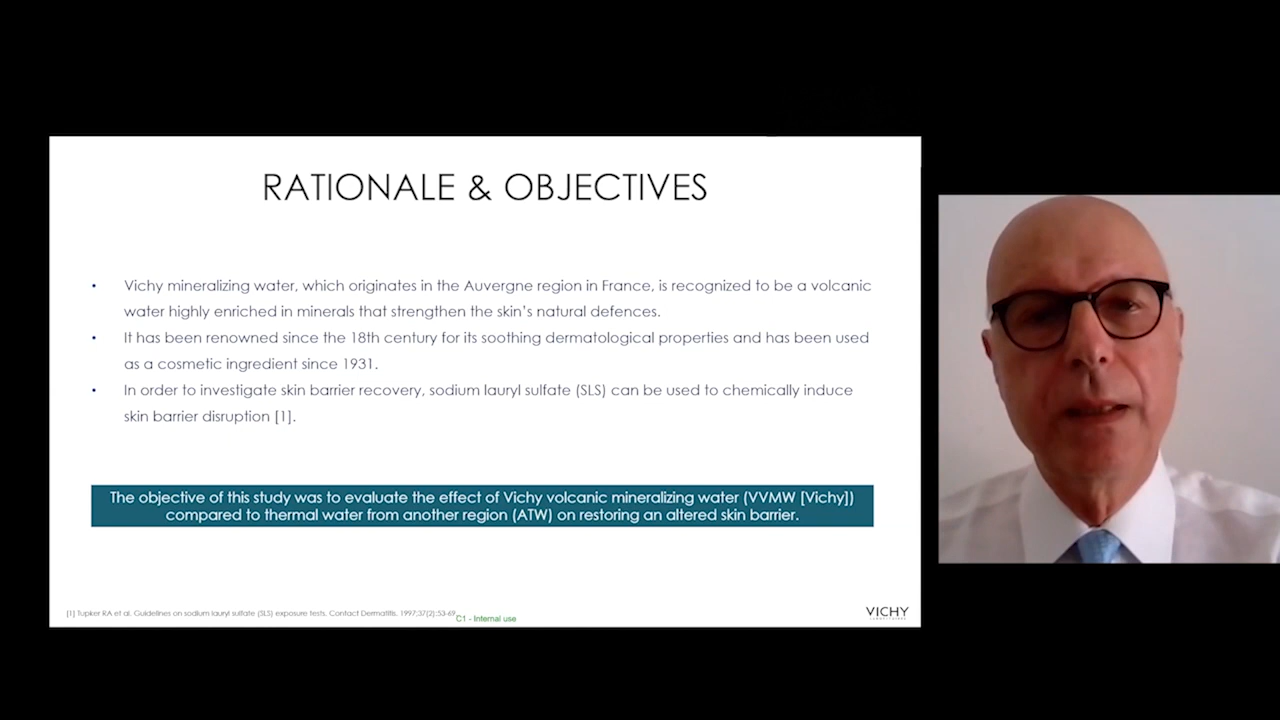 RATIONALE & OBJECTIVES
• Vichy mineralizing water, which originates in the Auvergne region in France, is recognized to be a volcanic
water highly enriched in minerals that strengthen the skin's natural defences.
• It has been renowned since the 18th century for its soothing dermatological properties and has been used
as a cosmetic ingredient since 1931.
• In order to investigate skin barrier recovery, sodium lauryl sulfate (SLS) can be used to chemically induce
skin barrier disruption [1].
The objective of this study was to evaluate the effect of Vichy volcanic mineralizing water (VVMW [Vichy])
compared to thermal water from another region (ATW) on restoring an altered skin barrier.
[1] Tupker RA et al. Guidelines on sodium lauryl sulfate (SLS) exposure tests. Contact Dermatitis. 1997;37(2):53-69.
C1 - Internal use
VICHY
LABORATOIRES